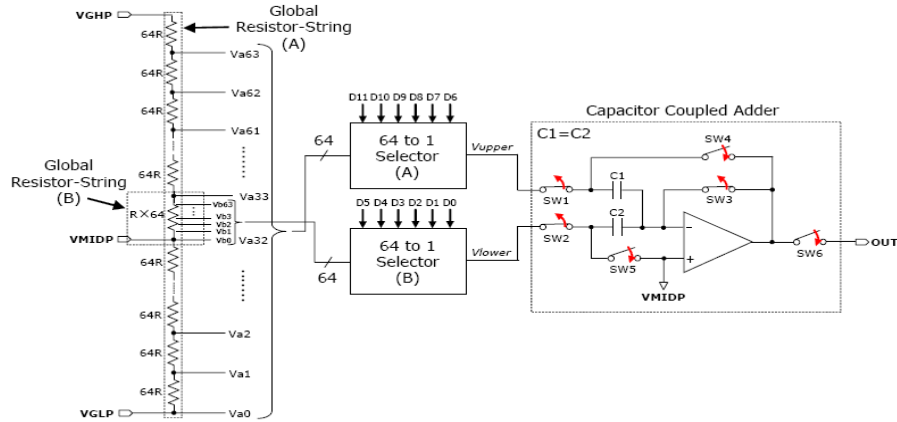 VGHP
Global
Resistor-String
(A)
64R
Va63
64R
Va62
64R
Va61
64R
Global
Resistor-String
(B)
Va33
R×64
Vb63
Vb3
Vb2
Vb1
Vb0
VMIDP
Va32
64R
64R
Va2
64R
Va1
64R
VGLP
Va0
64
D11 D10 D9 D8 D7 D6
64 to 1
Selector
(A)
Vupper
64
D5 D4 D3 D2 D1 D0
64 to 1
Selector
(B)
Vlower
Capacitor Coupled Adder
C1=C2
SW4
SW1
C1
SW3
SW2
C2
SW5
−
+
VMIDP
SW6
OUT